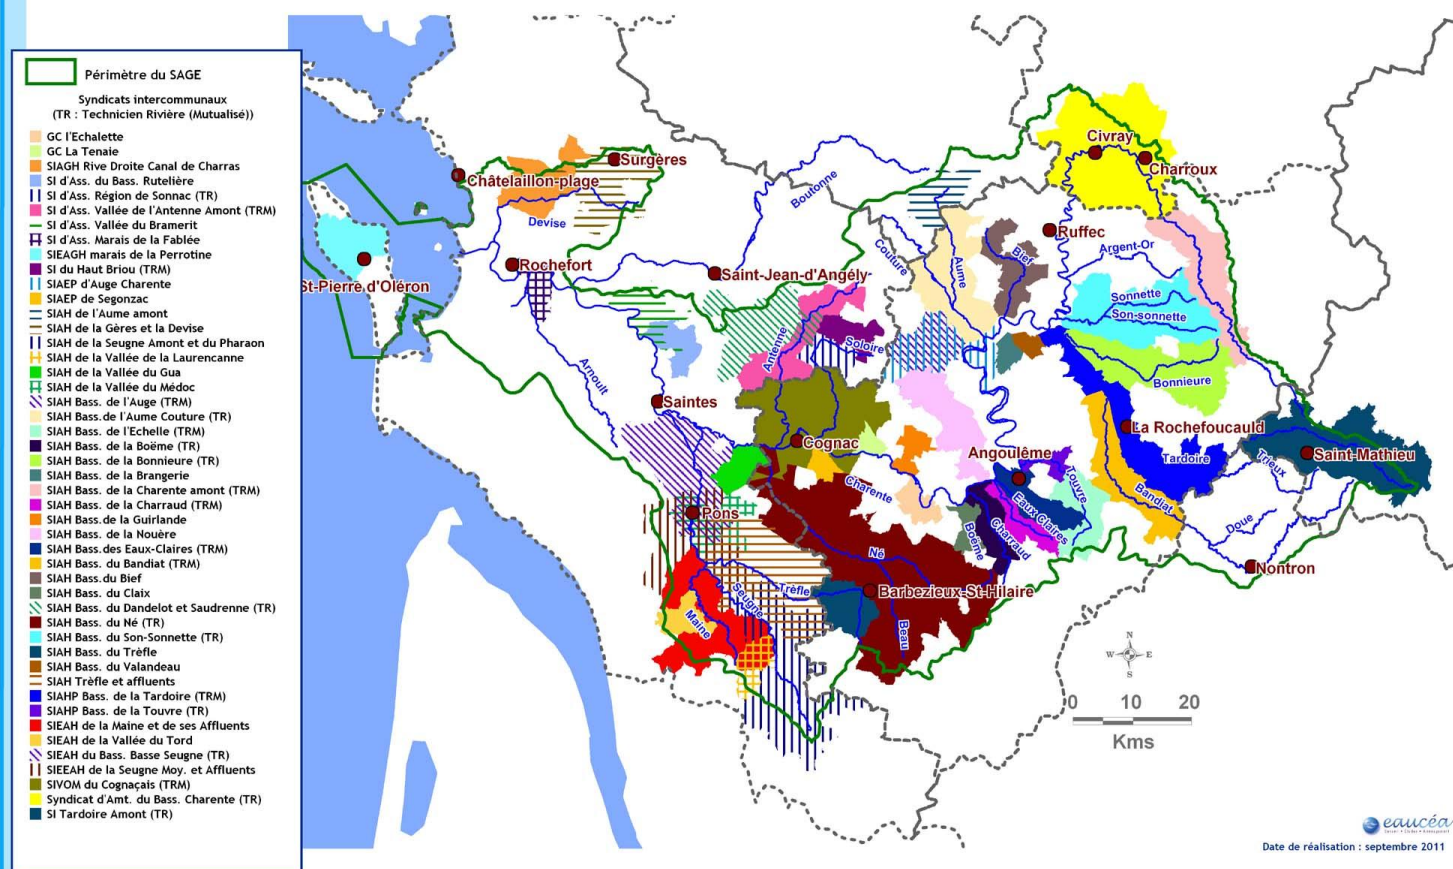 Périmètre du SAGE
Syndicats intercommunaux
(TR : Technicien Rivière (Mutualisé))
GC l'Echalette
GC La Tenaie
SIAGH Rive Droite Canal de Charras
SI d'Ass. du Bass. Rutelière
SI d'Ass. Région de Sonnac (TR)
SI d'Ass. Vallée de l'Antenne Amont (TRM)
SI d'Ass. Vallée du Bramerit
SI d'Ass. Marais de la Fablée
SIEAGH marais de la Perrotine
SI du Haut Briou (TRM)
SIAEP d'Auge Charente
SIAEP de Segonzac
SIAH de l'Aume amont
SIAH de la Gères et la Devise
SIAH de la Seugne Amont et du Pharaon
SIAH de la Vallée de la Laurencanne
SIAH de la Vallée du Gua
SIAH de la Vallée du Médoc
SIAH Bass. de l'Auge (TRM)
SIAH Bas.de l'Aume Couture (TR)
SIAH Bass. de l'Echelle (TRM)
SIAH Bass. de la Boëme (TR)
SIAH Bass. de la Bonnieure (TR)
SIAH Bass. de la Brangerie
SIAH Bass. de la Charente amont (TRM)
SIAH Bass. de la Charraud (TRM)
SIAH Bass.de la Guirlande
SIAH Bass. de la Nouère
SIAH Bass.des Eaux-Claires (TRM)
SIAH Bass. du Bandiat (TRM)
SIAH Bass.du Bief
SIAH Bass. du Claix
SIAH Bass. du Dandelot et Saudrenne (TR)
SIAH Bass. du Né (TR)
SIAH Bass. du Son-Sonnette (TR)
SIAH Bass. du Trèfle
SIAH Bass. du Valandeau
SIAH Trèfle et affluents
SIAHP Bass. de la Tardoire (TRM)
SIAHP Bass. de la Touvre (TR)
SIEAH de la Maine et de ses Affluents
SIEAH de la Vallée du Tord
SIEAH du Bass. Basse Seugne (TR)
SIEEAH de la Seugne Moy. et Affluents
SIVOM du Cognaçais (TRM)
Syndicat d'Amt. du Bass. Charente (TR)
SI Tardoire Amont (TR)
Civray
Charroux
Surgères
Châtelaillon-plage
Devise
Boutonne
Ruffec
Argent-Or
Couture
Aume
Bief
Rochefort
Saint-Jean-d'Angély
St-Pierre d'Oléron
Sonnette
Son-sonnette
Antenne
Soloire
Arnoult
Bonnieure
Saintes
La Rochefoucauld
Cognac
Angoulême
Tardoire
Trieux
Saint-Mathieu
Charente
Touvre
Eaux Claires
Bandiat
Pons
Boëme
Charraud
Doue
Né
Nontron
Trèfle
Seugne
Barbezieux-St-Hilaire
Maine
Beau
N
W E
S
0 10 20
Kms
eaucéa
Date de réalisation : septembre 2011